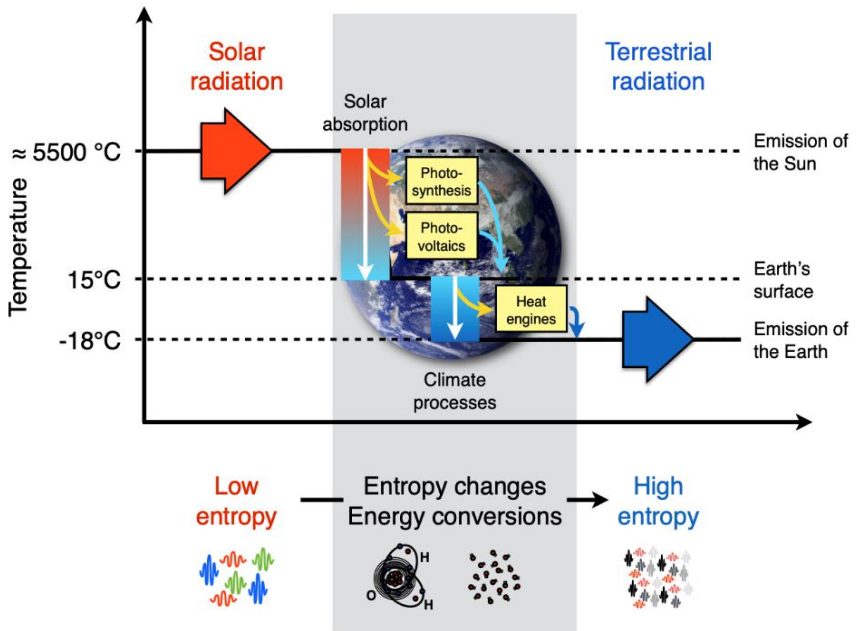 Solar
radiation
Terrestrial
radiation
Solar
absorption
Temperature
≈ 5500 °C
Emission of
the Sun
Photo-
synthesis
Photo-
voltaics
15°C
Earth's
surface
Heat
engines
-18°C
Emission of
the Earth
Climate
processes
Low
entropy
Entropy changes
Energy conversions
High
entropy
H
O
H